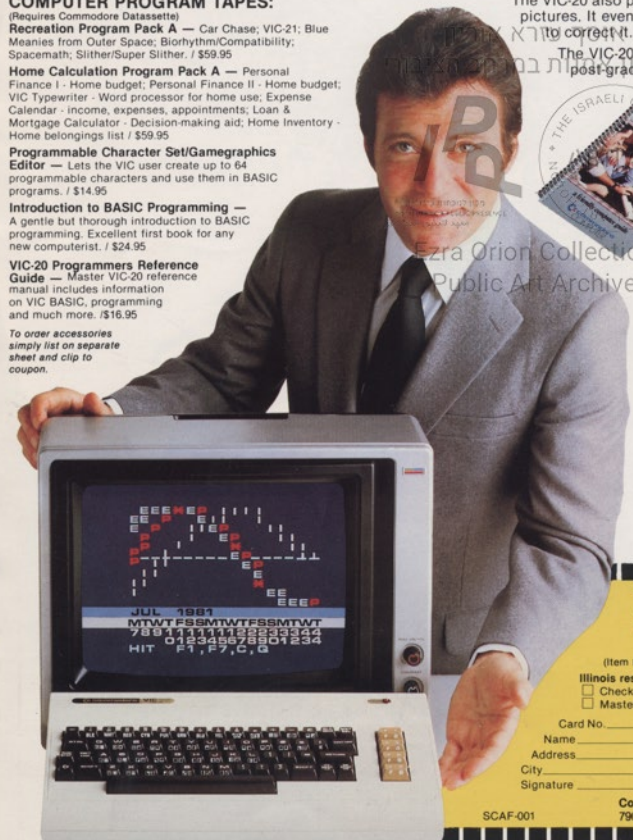 COMPUTER PROGRAM TAPES:
(Requires Commodore Datassette)
Recreation Program Pack A — Car Chase; VIC-21; Blue
Meanies from Outer Space; Biorhythm/Compatibility;
Spacemath; Slither/Super Slither. / $59.95
Home Calculation Program Pack A — Personal
Finance I - Home budget; Personal Finance II - Home budget;
VIC Typewriter - Word processor for home use; Expense
Calendar - income, expenses, appointments; Loan &
Mortgage Calculator - Decision-making aid; Home Inventory -
Home belongings list / $59.95
Programmable Character Set/Gamegraphics
Editor — Lets the VIC user create up to 64
programmable characters and use them in BASIC
programs. / $14.95
Introduction to BASIC Programming —
A gentle but thorough introduction to BASIC
programming. Excellent first book for any
new computerist. / $24.95
VIC-20 Programmers Reference
Guide — Master VIC-20 reference
manual includes information
on VIC BASIC, programming
and much more. /$16.95
To order accessories
simply list on separate
sheet and clip to
coupon.
The VIC-20 also p
pictures. It even
to correct it.
The VIC-20
post-grad
THE ISRAELI
Ezra Orion Collectio
Public Art Archive
JUL 1981
MTWTFSSMTWTFSSMTWT
789111111111122233344
HIT F1,F7,C,Q
(Item
Illinois res
Check
Maste
Card No.
Name
Address
City
Signature
Co
790
SCAF-001